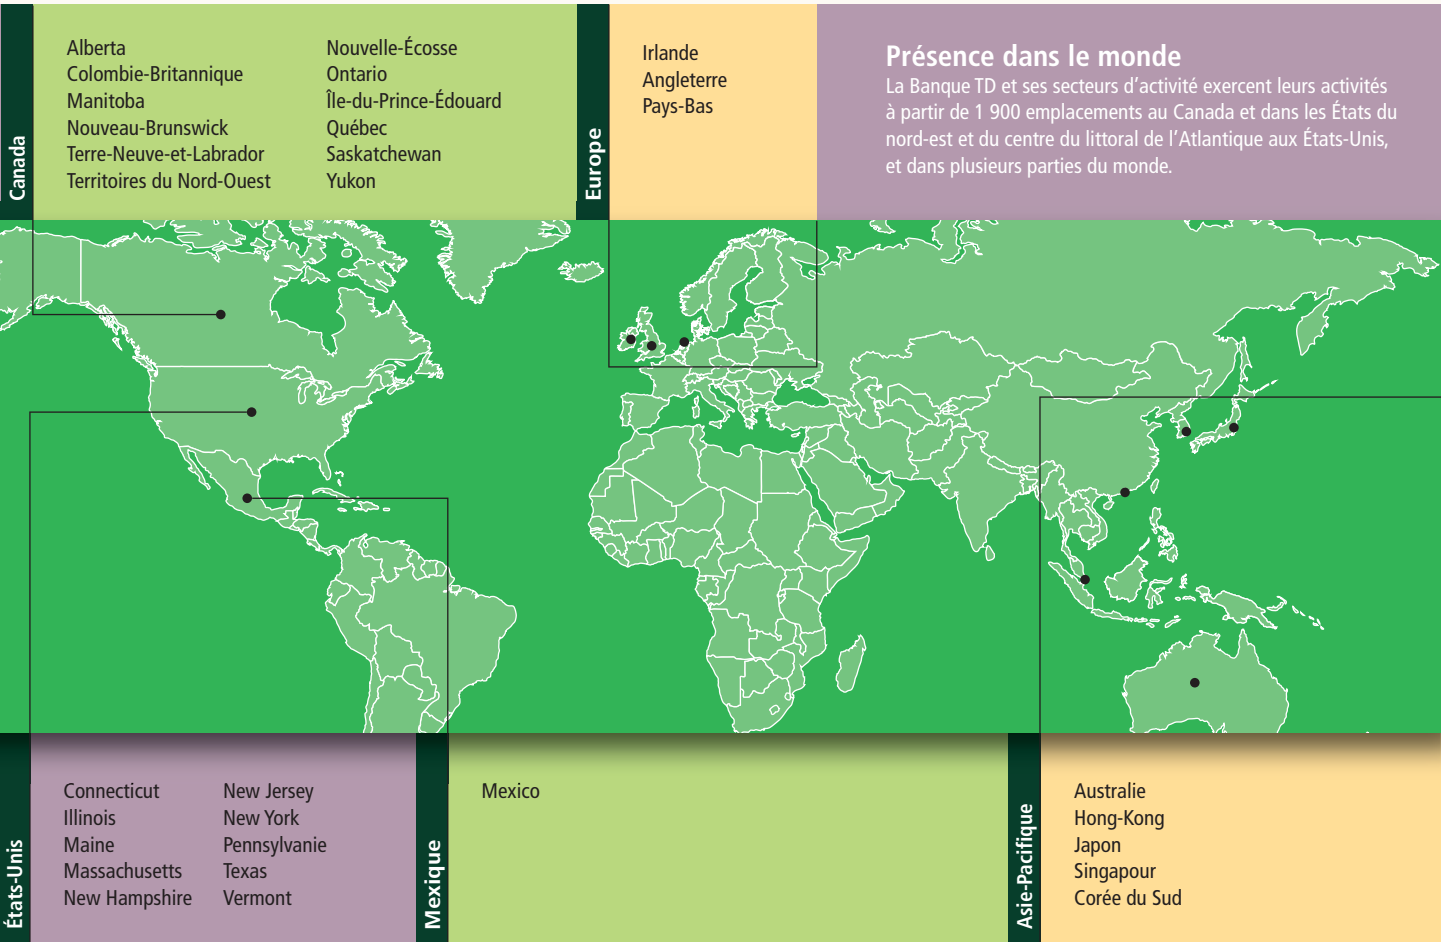 Canada
Alberta
Colombie-Britannique
Manitoba
Nouveau-Brunswick
Terre-Neuve-et-Labrador
Territoires du Nord-Ouest
Nouvelle-Écosse
Ontario
Île-du-Prince-Édouard
Québec
Saskatchewan
Yukon
Europe
Irlande
Angleterre
Pays-Bas
Présence dans le monde
La Banque TD et ses secteurs d'activité exercent leurs activités
à partir de 1 900 emplacements au Canada et dans les États du
nord-est et du centre du littoral de l'Atlantique aux États-Unis,
et dans plusieurs parties du monde.
États-Unis
Connecticut
Illinois
Maine
Massachusetts
New Hampshire
New Jersey
New York
Pennsylvanie
Texas
Vermont
Mexique
Mexico
Asie-Pacifique
Australie
Hong-Kong
Japon
Singapour
Corée du Sud